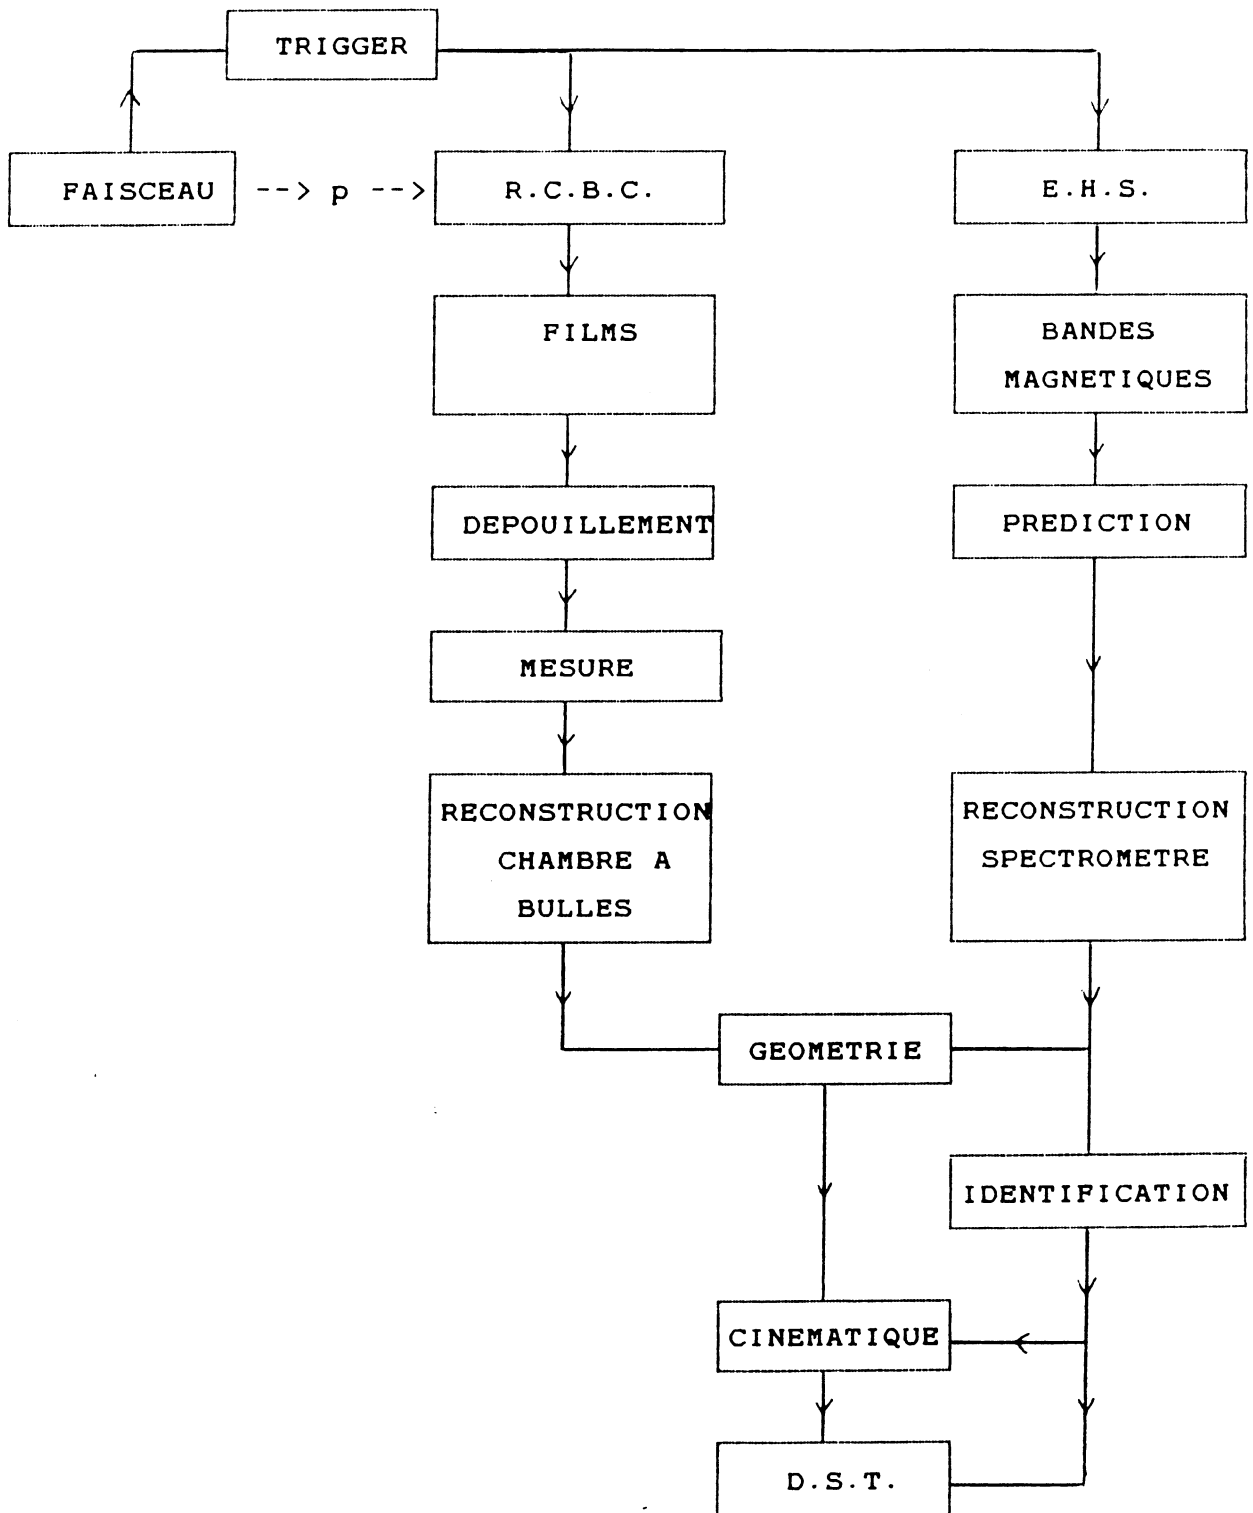 TRIGGER
FAISCEAU --> p --> R.C.B.C.
E.H.S.
FILMS
BANDES
MAGNETIQUES
DEPOUILLEMENT
PREDICTION
MESURE
RECONSTRUCTION
CHAMBRE A
BULLES
RECONSTRUCTION
SPECTROMETRE
GEOMETRIE
IDENTIFICATION
CINEMATIQUE
D.S.T.